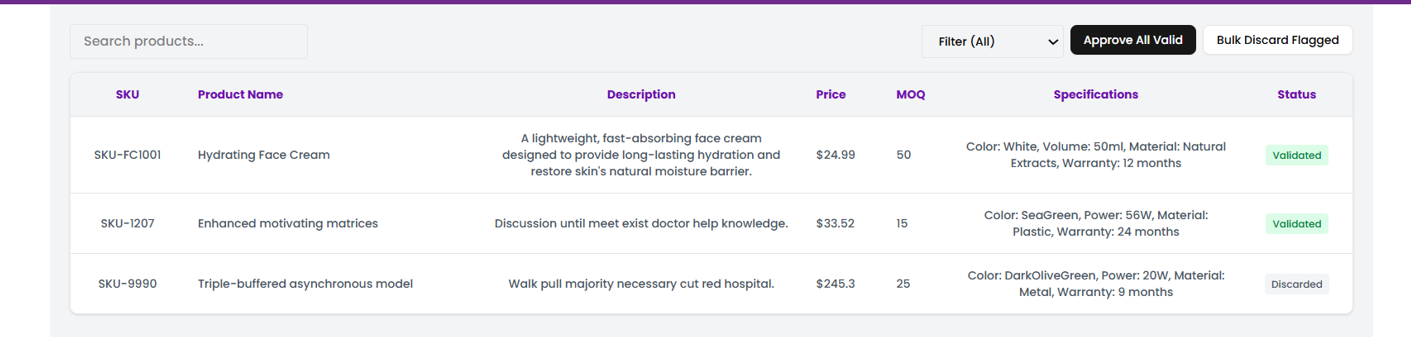 Search products...
Filter (All)
Approve All Valid
Bulk Discard Flagged
SKU
Product Name
Description
Price
MOQ
Specifications
Status
SKU-FC1001
Hydrating Face Cream
A lightweight, fast-absorbing face cream
designed to provide long-lasting hydration and
restore skin's natural moisture barrier.
$24.99
50
Color: White, Volume: 50ml, Material: Natural
Extracts, Warranty: 12 months
Validated
SKU-1207
Enhanced motivating matrices
Discussion until meet exist doctor help knowledge.
$33.52
15
Color: SeaGreen, Power: 56W, Material:
Plastic, Warranty: 24 months
Validated
SKU-9990
Triple-buffered asynchronous model
Walk pull majority necessary cut red hospital.
$245.3
25
Color: DarkOliveGreen, Power: 20W, Material:
Metal, Warranty: 9 months
Discarded